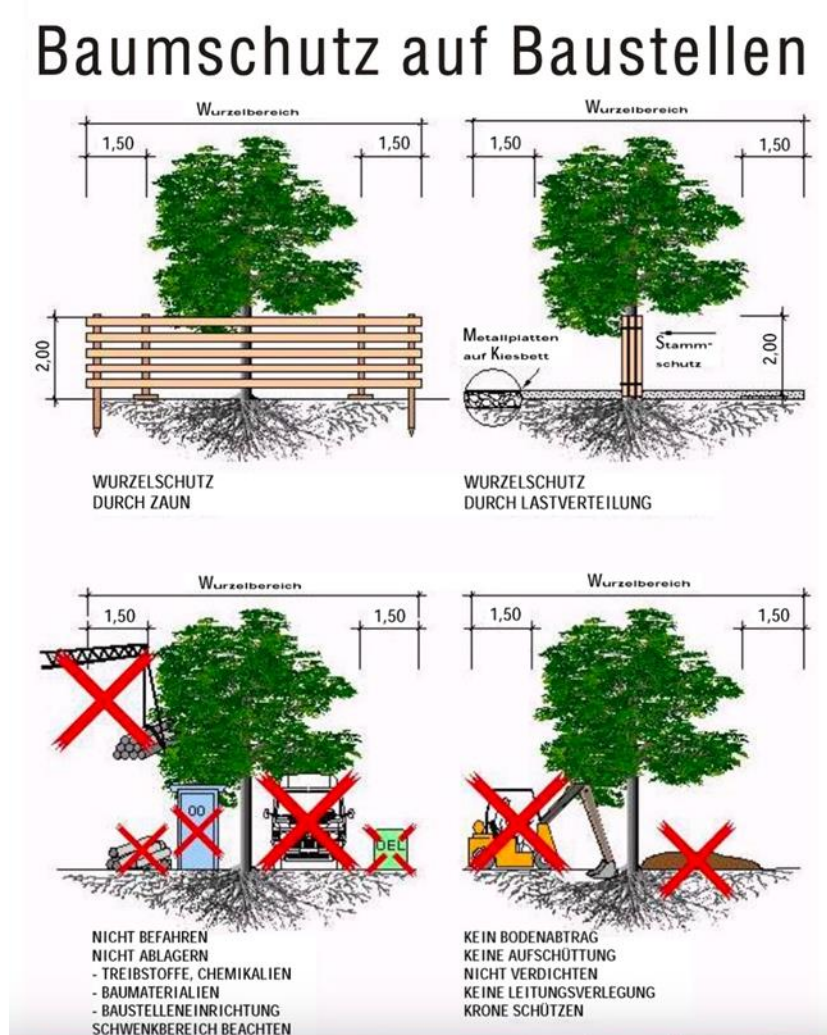 Baumschutz auf Baustellen
Wurzelbereich
1,50
1,50
2,00
WURZELSCHUTZ
DURCH ZAUN
Wurzelbereich
1,50
1,50
Metallplatten
auf Kiesbett
Stamm-
schutz
2,00
WURZELSCHUTZ
DURCH LASTVERTEILUNG
Wurzelbereich
1,50
1,50
OO
OEL
NICHT BEFAHREN
NICHT ABLAGERN
- TREIBSTOFFE, CHEMIKALIEN
- BAUMATERIALIEN
- BAUSTELLENEINRICHTUNG
SCHWENKBEREICH BEACHTEN
Wurzelbereich
1,50
1,50
KEIN BODENABTRAG
KEINE AUFSCHÜTTUNG
NICHT VERDICHTEN
KEINE LEITUNGSVERLEGUNG
KRONE SCHÜTZEN